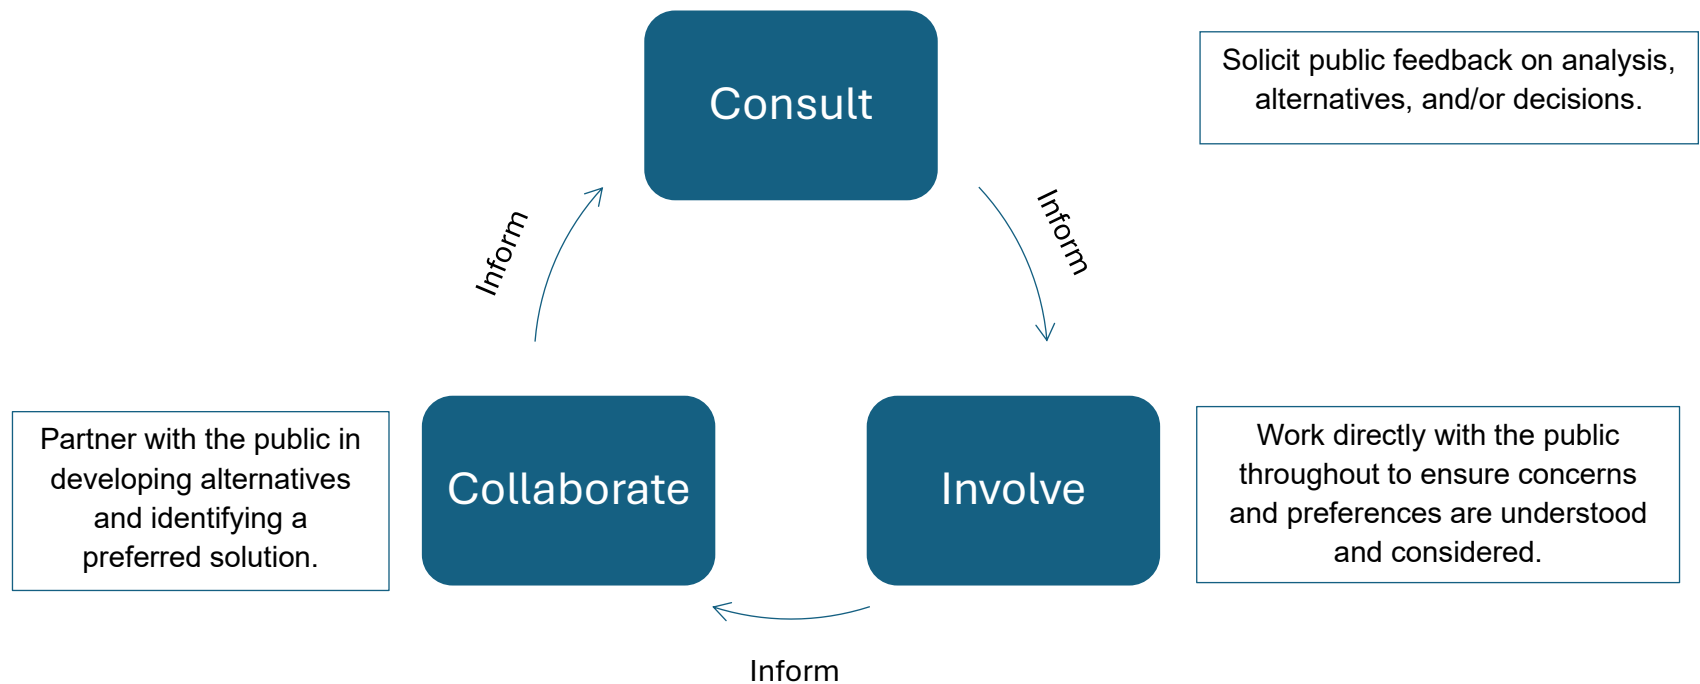 Consult
Solicit public feedback on analysis,
alternatives, and/or decisions.
Inform
Inform
Collaborate
Involve
Partner with the public in
developing alternatives
and identifying a
preferred solution.
Work directly with the public
throughout to ensure concerns
and preferences are understood
and considered.
Inform